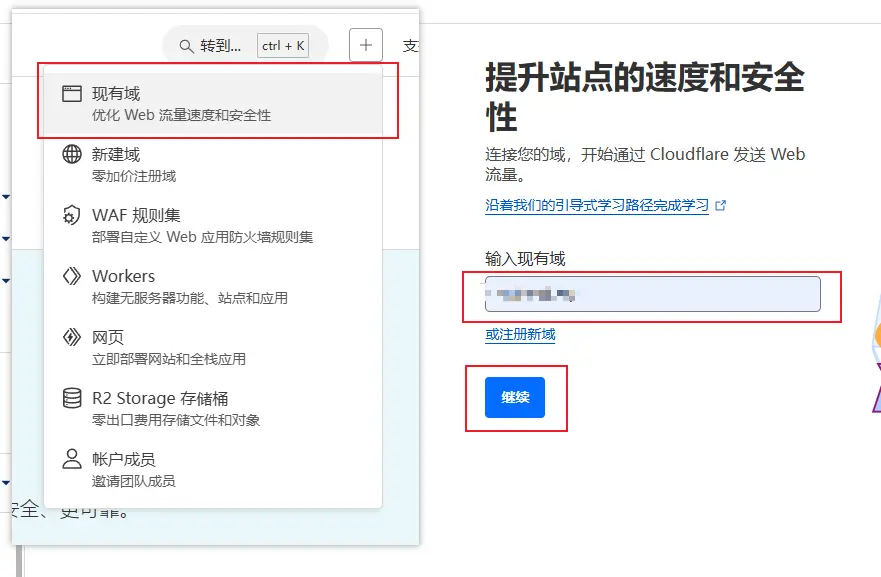 转到...
ctrl + K
支
现有域
优化 Web 流量速度和安全性
新建域
零加价注册域
WAF 规则集
部署自定义 Web 应用防火墙规则集
Workers
构建无服务器功能、站点和应用
网页
立即部署网站和全栈应用
R2 Storage 存储桶
零出口费用存储文件和对象
帐户成员
邀请团队成员
安全、更可靠。
提升站点的速度和安全
性
连接您的域，开始通过 Cloudflare 发送 Web
流量。
沿着我们的引导式学习路径完成学习
输入现有域
或注册新域
继续